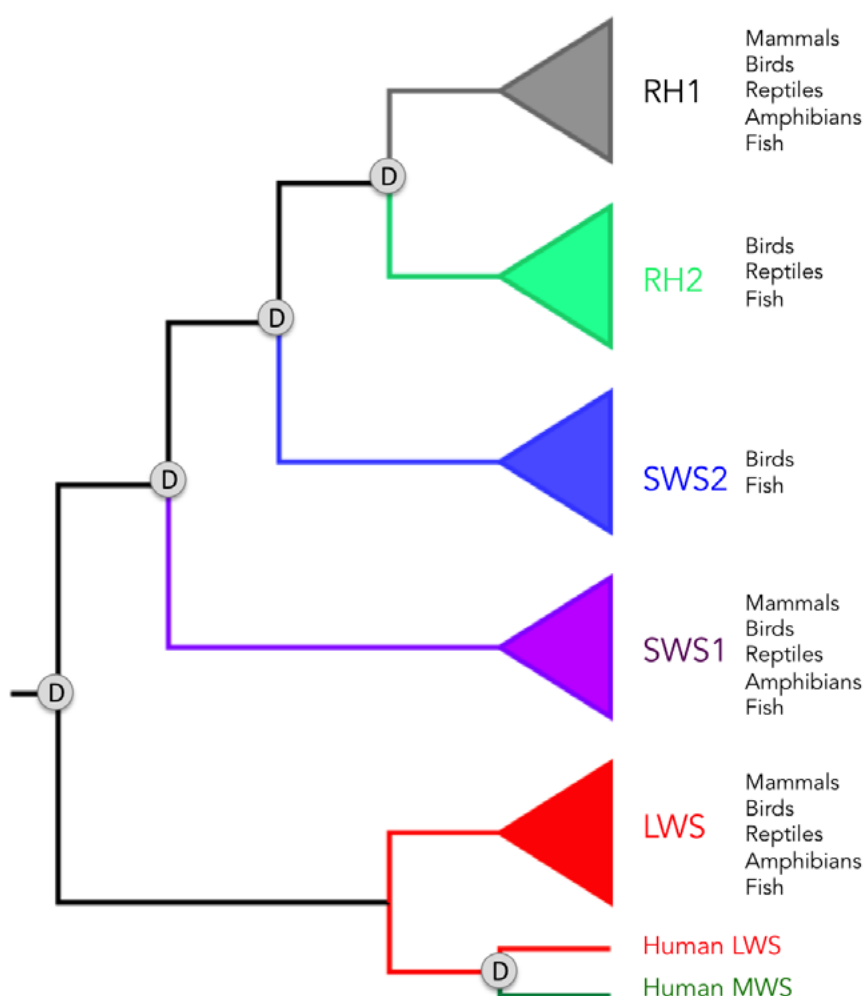 RH1
Mammals
Birds
Reptiles
Amphibians
Fish
D
RH2
Birds
Reptiles
Fish
D
SWS2
Birds
Fish
D
SWS1
Mammals
Birds
Reptiles
Amphibians
Fish
D
LWS
Mammals
Birds
Reptiles
Amphibians
Fish
Human LWS
D
Human MWS